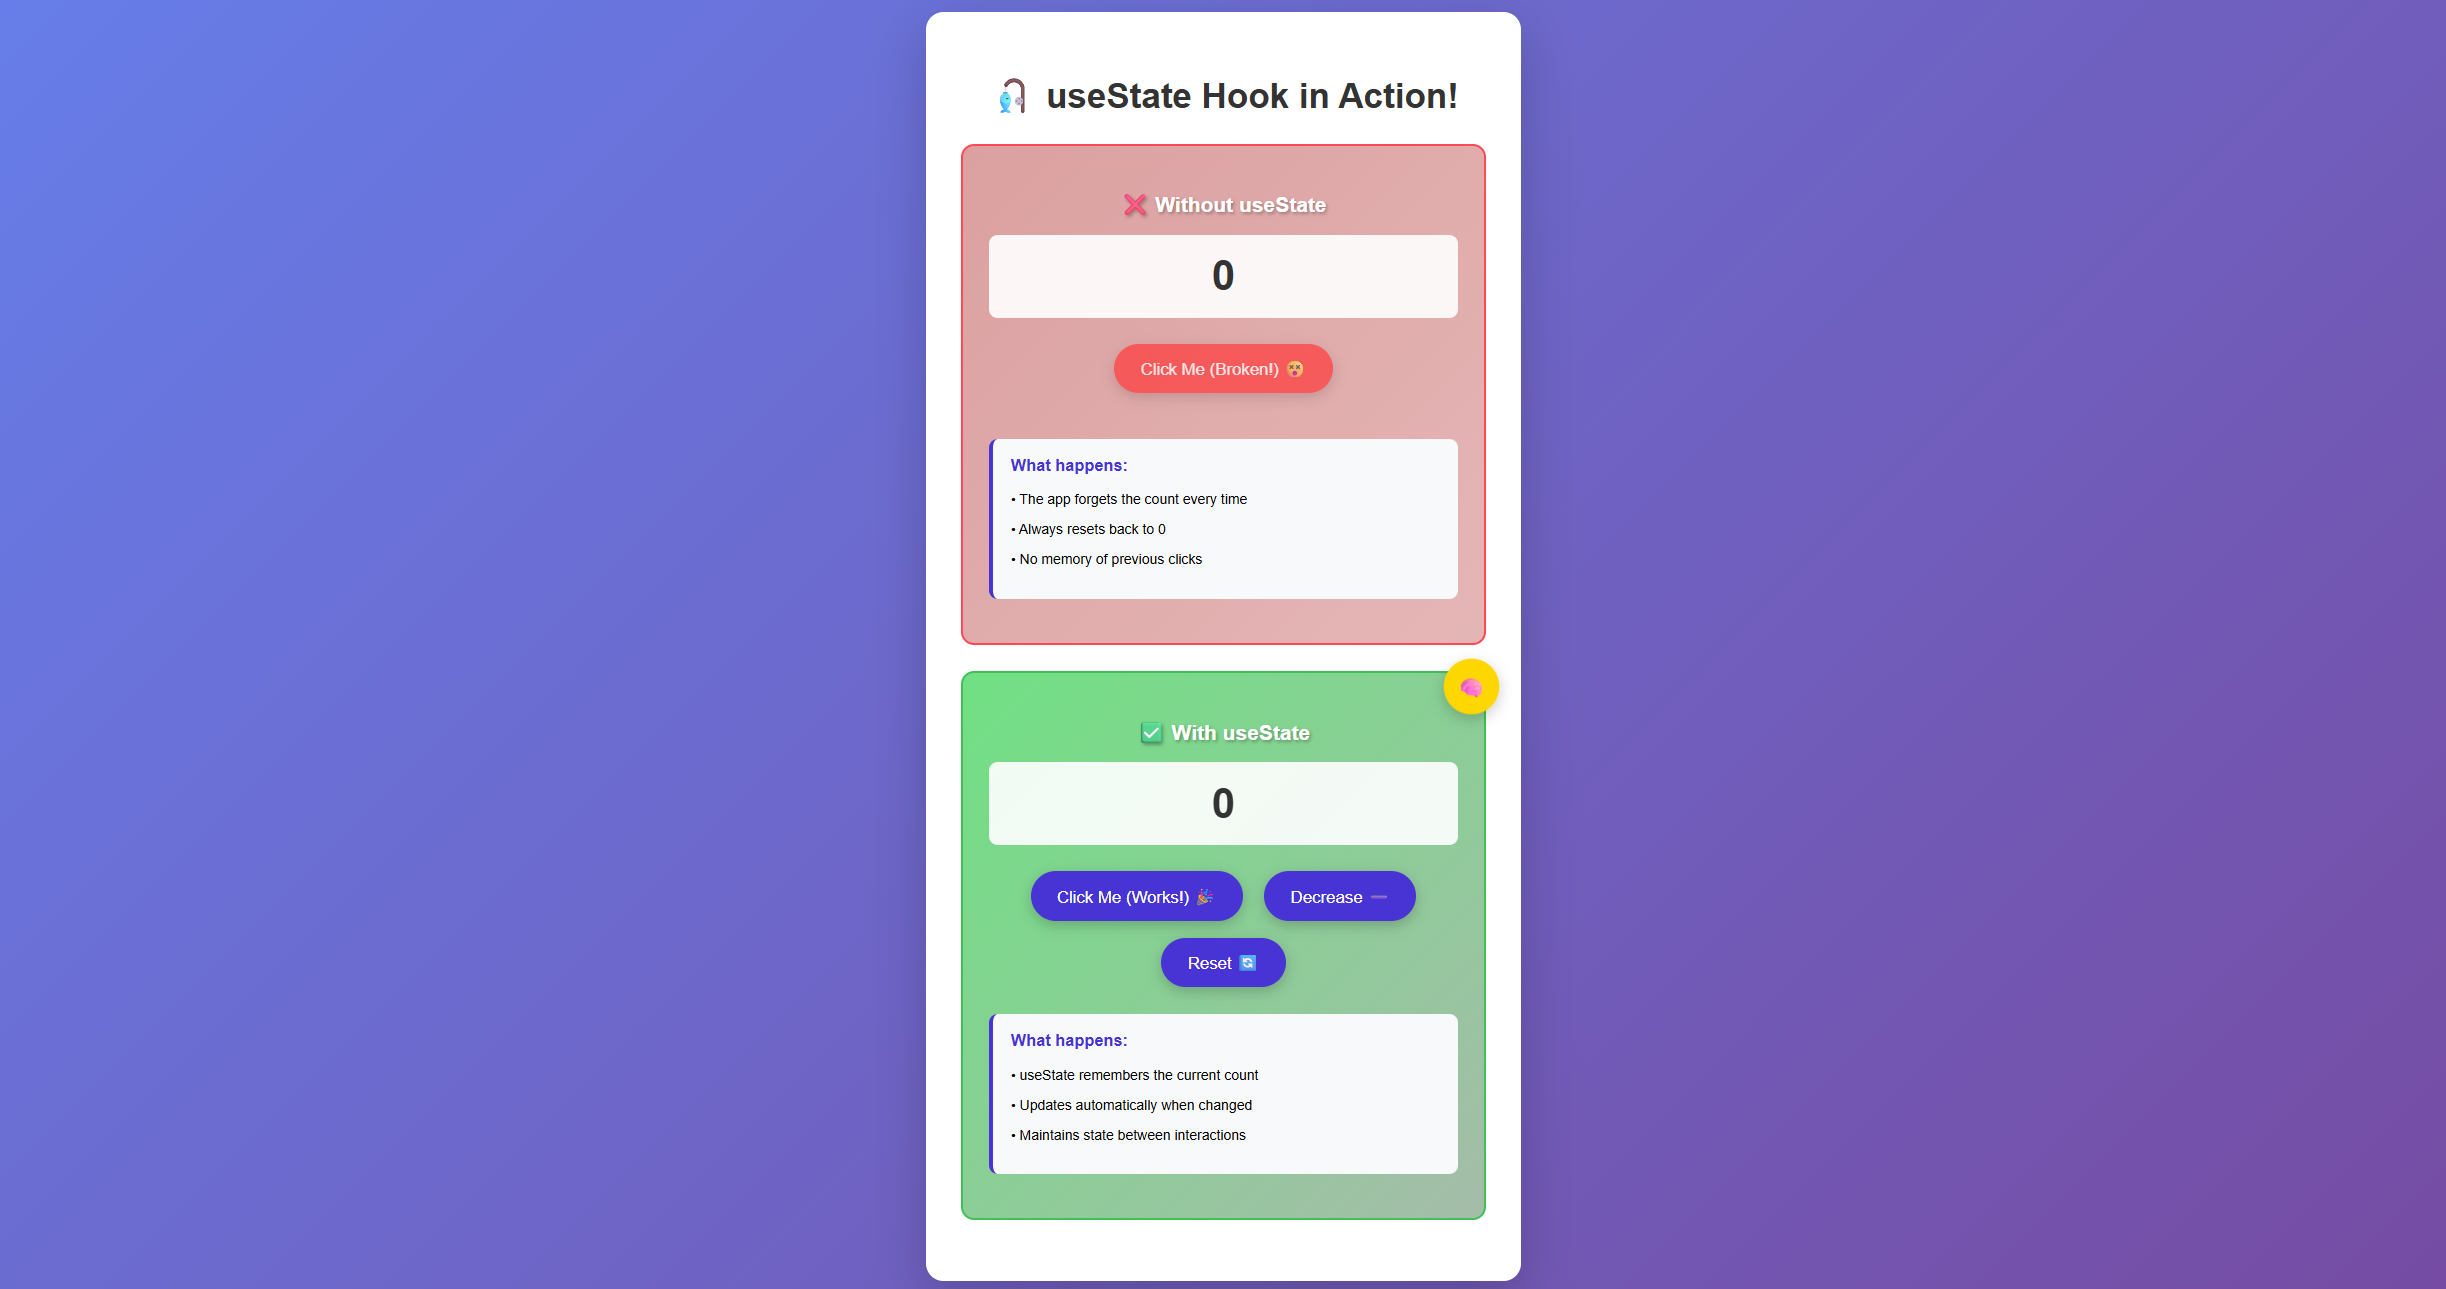 🎣 useState Hook in Action!
❌ Without useState
0
Click Me (Broken!) 😵
What happens:
• The app forgets the count every time
• Always resets back to 0
• No memory of previous clicks
🧠
✅ With useState
0
Click Me (Works!) 🎉
Decrease ➖
Reset 🔄
What happens:
• useState remembers the current count
• Updates automatically when changed
• Maintains state between interactions